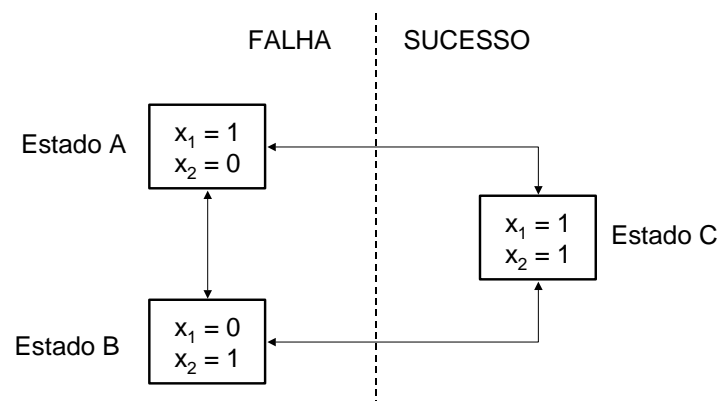 FALHA
SUCESSO
Estado A
x₁ = 1
x₂ = 0
x₁ = 1
x₂ = 1
Estado C
Estado B
x₁ = 0
x₂ = 1